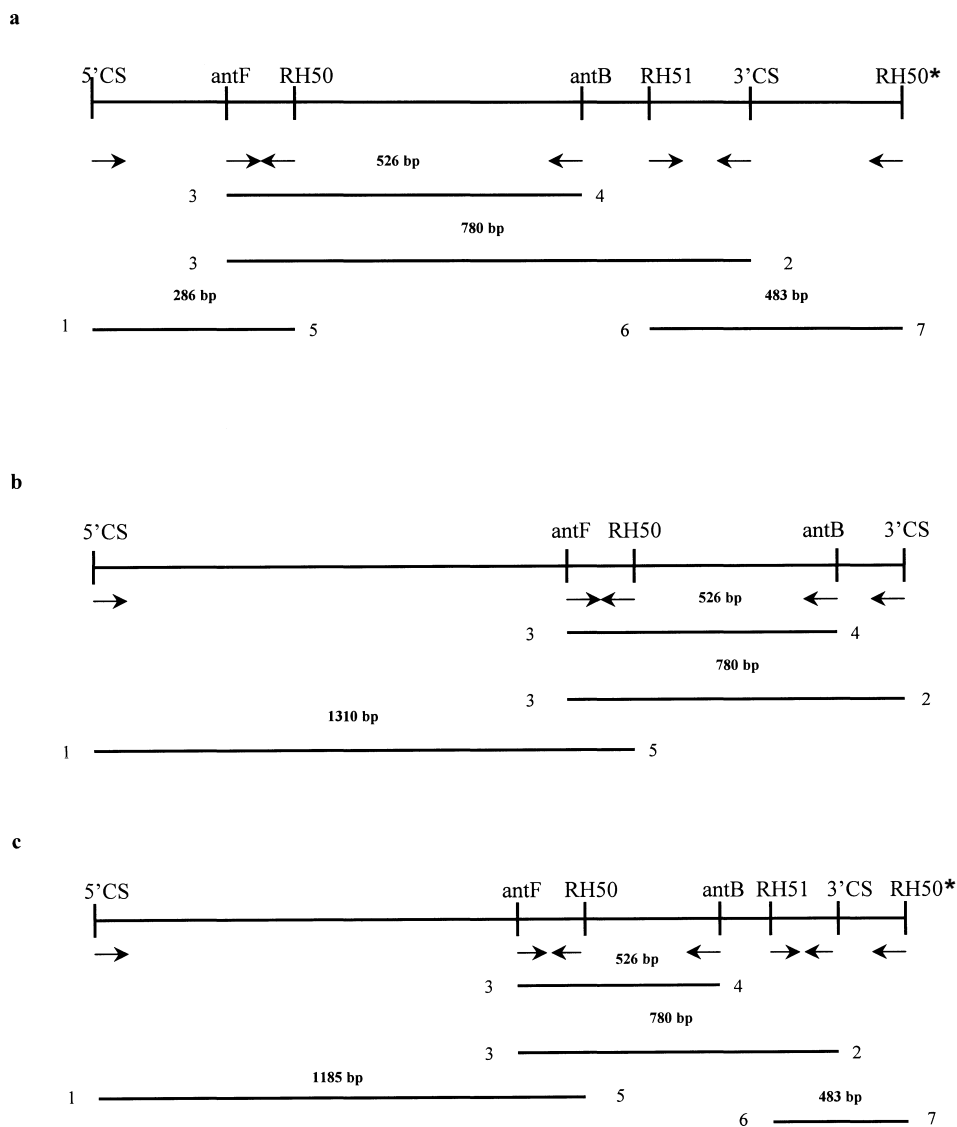 a
5’CS antF RH50 antB RH51 3’CS RH50*
526 bp
3 4
780 bp
3 2
286 bp 483 bp
1 5 6 7
b
5’CS antF RH50 antB 3’CS
526 bp
3 4
780 bp
3 2
1310 bp
1 5
c
5’CS antF RH50 antB RH51 3’CS RH50*
526 bp
3 4
780 bp
3 2
1185 bp 483 bp
1 5
6 7